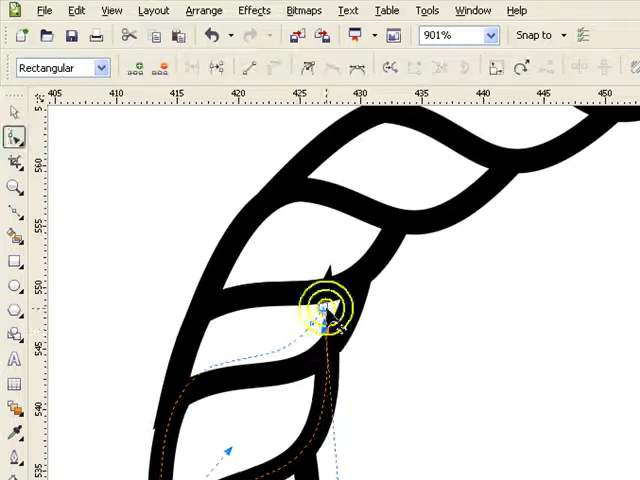 File Edit View Layout Arrange Effects Bitmaps Text Table Tools Window Help
901% Snap to
Rectangular
405 410 415 420 425 430 435 440 445 450
560
555
550
545
540
535